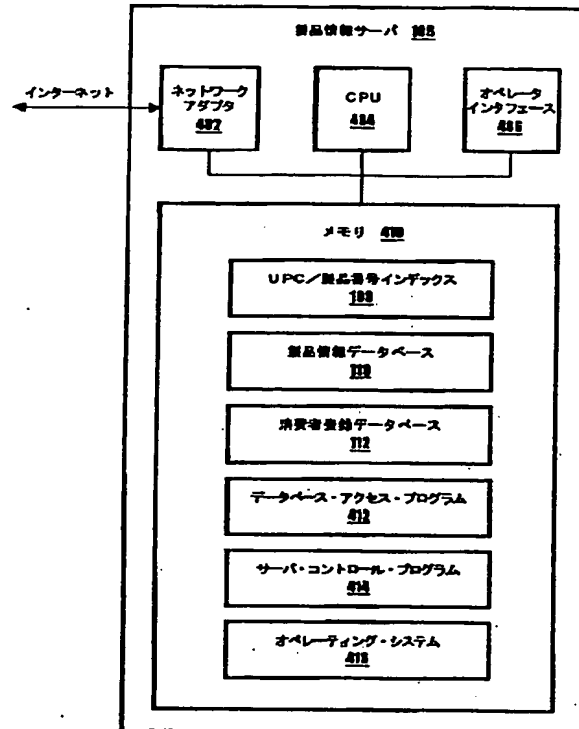 製品情報サーバ 105
インターネット
ネットワーク
アダプタ
402
CPU
404
オペレータ
インタフェース
406
メモリ 410
UPC/製品番号インデックス
108
製品情報データベース
110
消費者登録データベース
112
データベース・アクセス・プログラム
412
サーバ・コントロール・プログラム
414
オペレーティング・システム